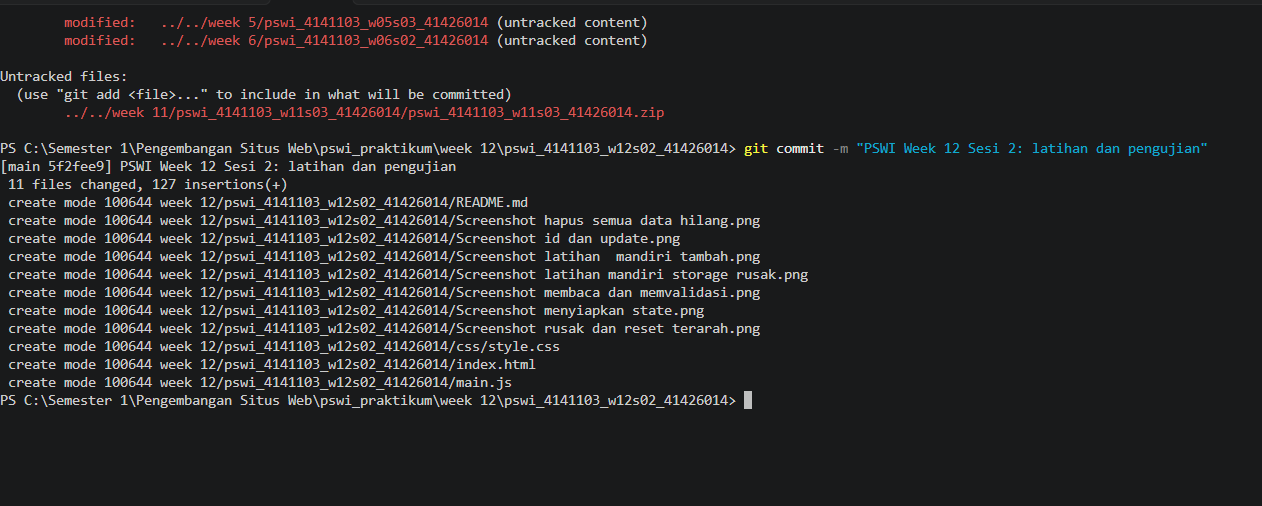 modified:   ../../week 5/pswi_4141103_w05s03_41426014 (untracked content)
modified:   ../../week 6/pswi_4141103_w06s02_41426014 (untracked content)
Untracked files:
(use "git add <file>..." to include in what will be committed)
../../week 11/pswi_4141103_w11s03_41426014/pswi_4141103_w11s03_41426014.zip
PS C:\Semester 1\Pengembangan Situs Web\pswi_praktikum\week 12\pswi_4141103_w12s02_41426014> git commit -m "PSWI Week 12 Sesi 2: latihan dan pengujian"
[main 5f2fee9] PSWI Week 12 Sesi 2: latihan dan pengujian
11 files changed, 127 insertions(+)
create mode 100644 week 12/pswi_4141103_w12s02_41426014/README.md
create mode 100644 week 12/pswi_4141103_w12s02_41426014/Screenshot hapus semua data hilang.png
create mode 100644 week 12/pswi_4141103_w12s02_41426014/Screenshot id dan update.png
create mode 100644 week 12/pswi_4141103_w12s02_41426014/Screenshot latihan  mandiri tambah.png
create mode 100644 week 12/pswi_4141103_w12s02_41426014/Screenshot latihan mandiri storage rusak.png
create mode 100644 week 12/pswi_4141103_w12s02_41426014/Screenshot membaca dan memvalidasi.png
create mode 100644 week 12/pswi_4141103_w12s02_41426014/Screenshot menyiapkan state.png
create mode 100644 week 12/pswi_4141103_w12s02_41426014/Screenshot rusak dan reset terarah.png
create mode 100644 week 12/pswi_4141103_w12s02_41426014/css/style.css
create mode 100644 week 12/pswi_4141103_w12s02_41426014/index.html
create mode 100644 week 12/pswi_4141103_w12s02_41426014/main.js
PS C:\Semester 1\Pengembangan Situs Web\pswi_praktikum\week 12\pswi_4141103_w12s02_41426014>